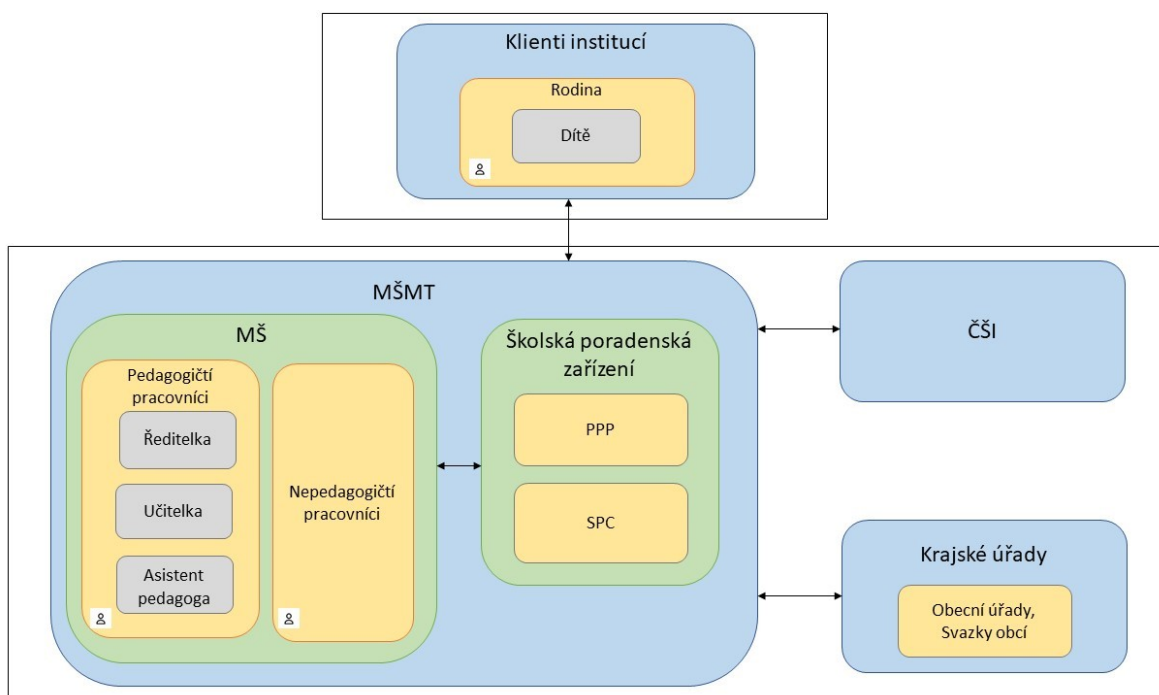 Klienti institucí
Rodina
Dítě
MŠMT
MŠ
Pedagogičtí
pracovníci
Ředitelka
Učitelka
Asistent
pedagoga
Nepedagogičtí
pracovníci
Školská poradenská
zařízení
PPP
SPC
ČŠI
Krajské úřady
Obecní úřady,
Svazky obcí